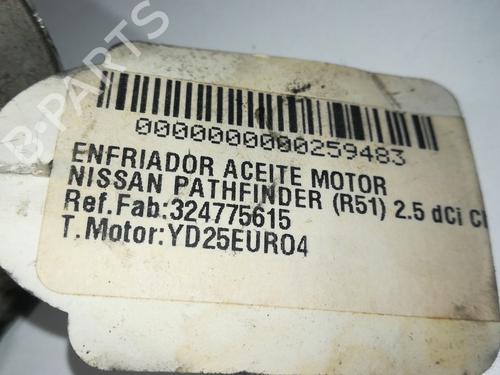 B-PARTS
0000000000259483
ENFRIADOR ACEITE MOTOR
NISSAN PATHFINDER (R51) 2.5 dCi
Ref.Fab:324775615
T.Motor:YD25EURO4